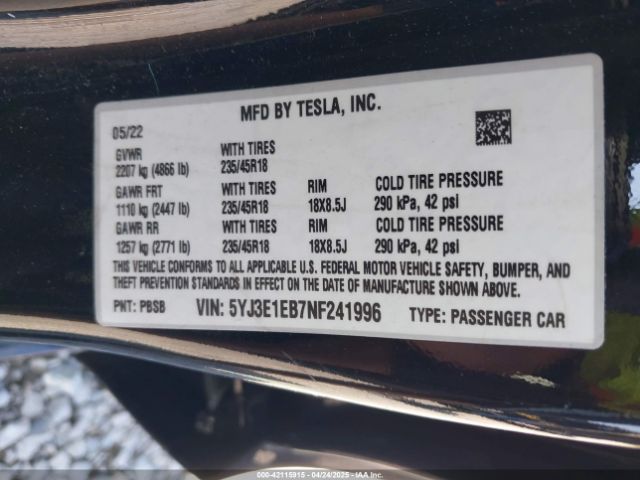 MFD BY TESLA, INC.
05/22
GVWR WITH TIRES
2207 kg (4866 lb) 235/45R18
GAWR FRT WITH TIRES RIM COLD TIRE PRESSURE
1110 kg (2447 lb) 235/45R18 18X8.5J 290 kPa, 42 psi
GAWR RR WITH TIRES RIM COLD TIRE PRESSURE
1257 kg (2771 lb) 235/45R18 18X8.5J 290 kPa, 42 psi
THIS VEHICLE CONFORMS TO ALL APPLICABLE U.S. FEDERAL MOTOR VEHICLE SAFETY, BUMPER, AND
THEFT PREVENTION STANDARDS IN EFFECT ON THE DATE OF MANUFACTURE SHOWN ABOVE.
PNT: PBSB VIN: 5YJ3E1EB7NF241996 TYPE: PASSENGER CAR
000-42115915 - 04/24/2025 - IAA Inc.